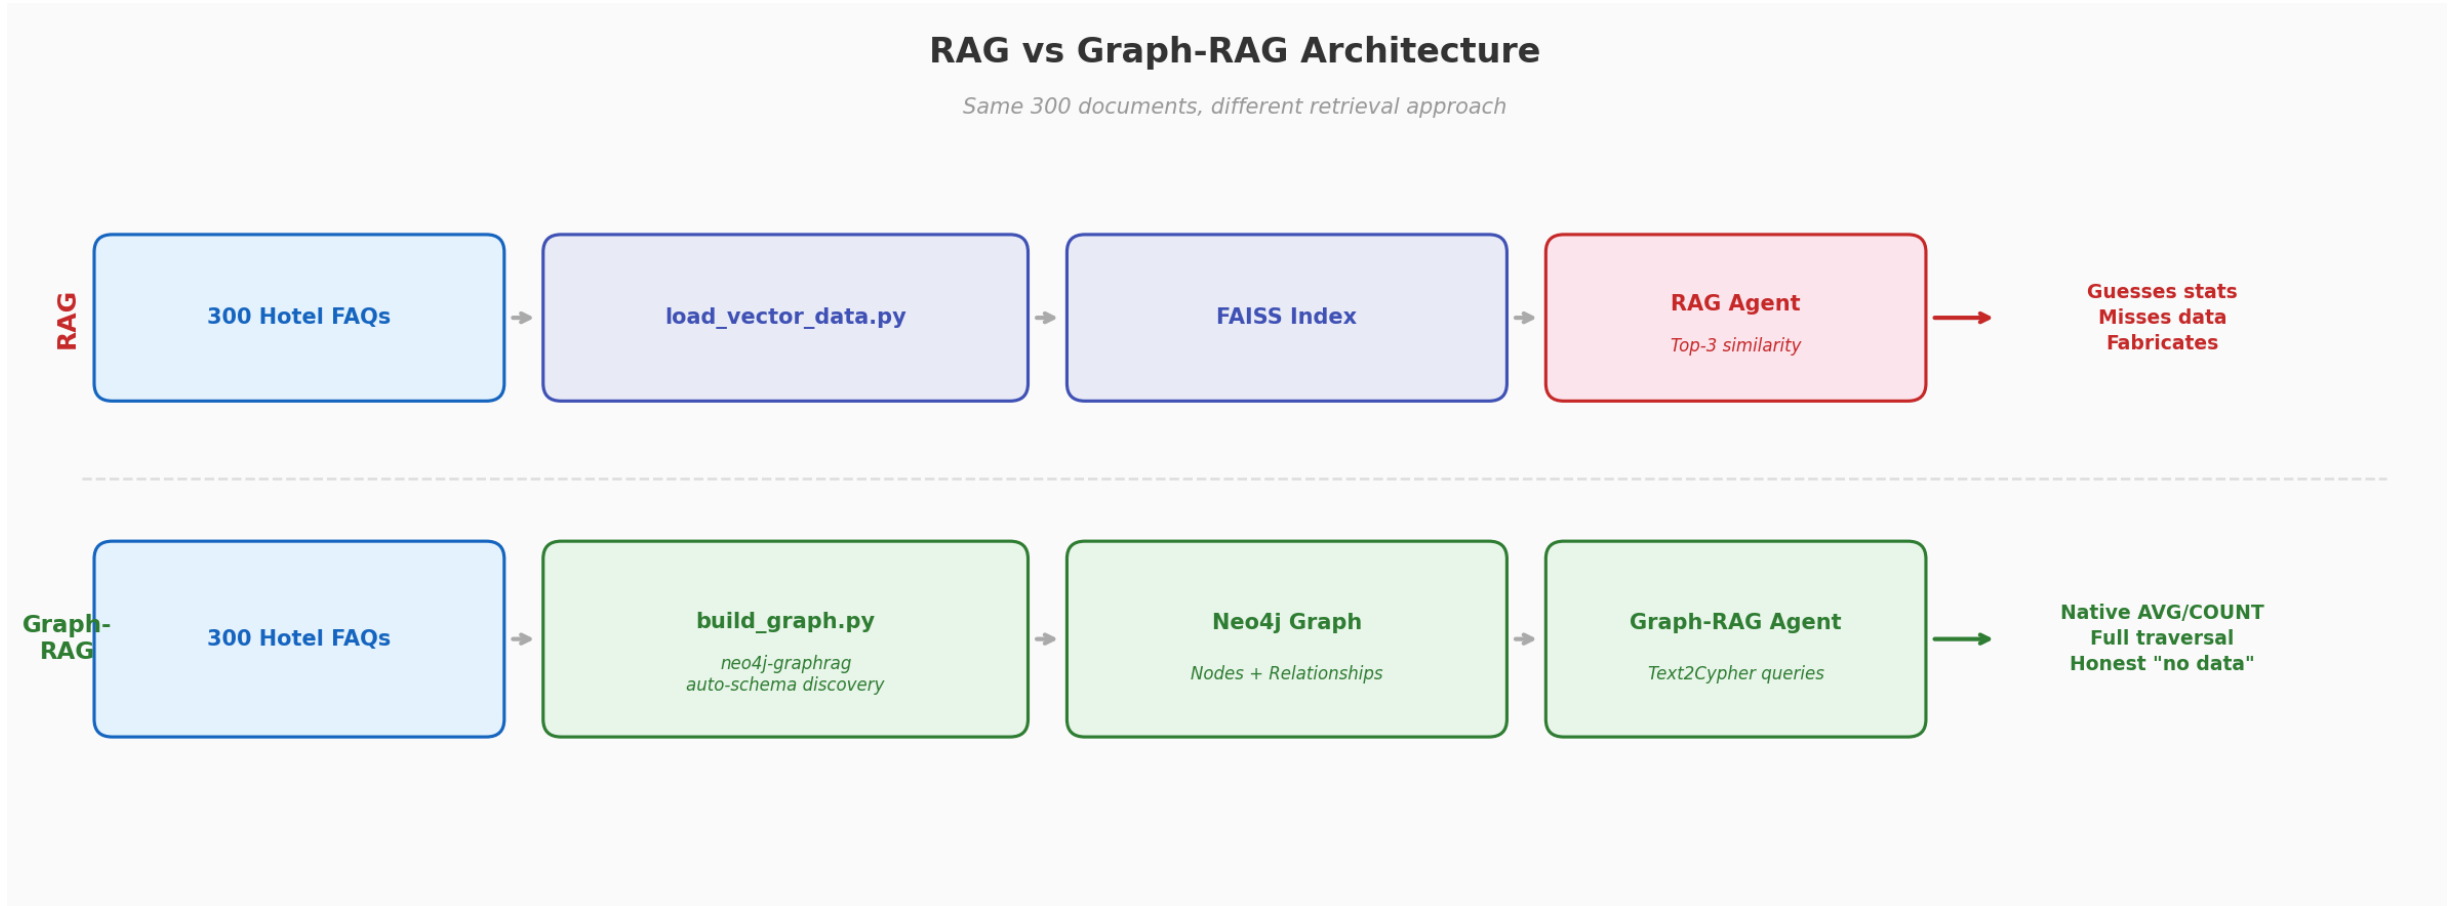 RAG vs Graph-RAG Architecture
Same 300 documents, different retrieval approach
RAG
300 Hotel FAQs
load_vector_data.py
FAISS Index
RAG Agent
Top-3 similarity
Guesses stats
Misses data
Fabricates
Graph-
RAG
300 Hotel FAQs
build_graph.py
neo4j-graphrag
auto-schema discovery
Neo4j Graph
Nodes + Relationships
Graph-RAG Agent
Text2Cypher queries
Native AVG/COUNT
Full traversal
Honest "no data"